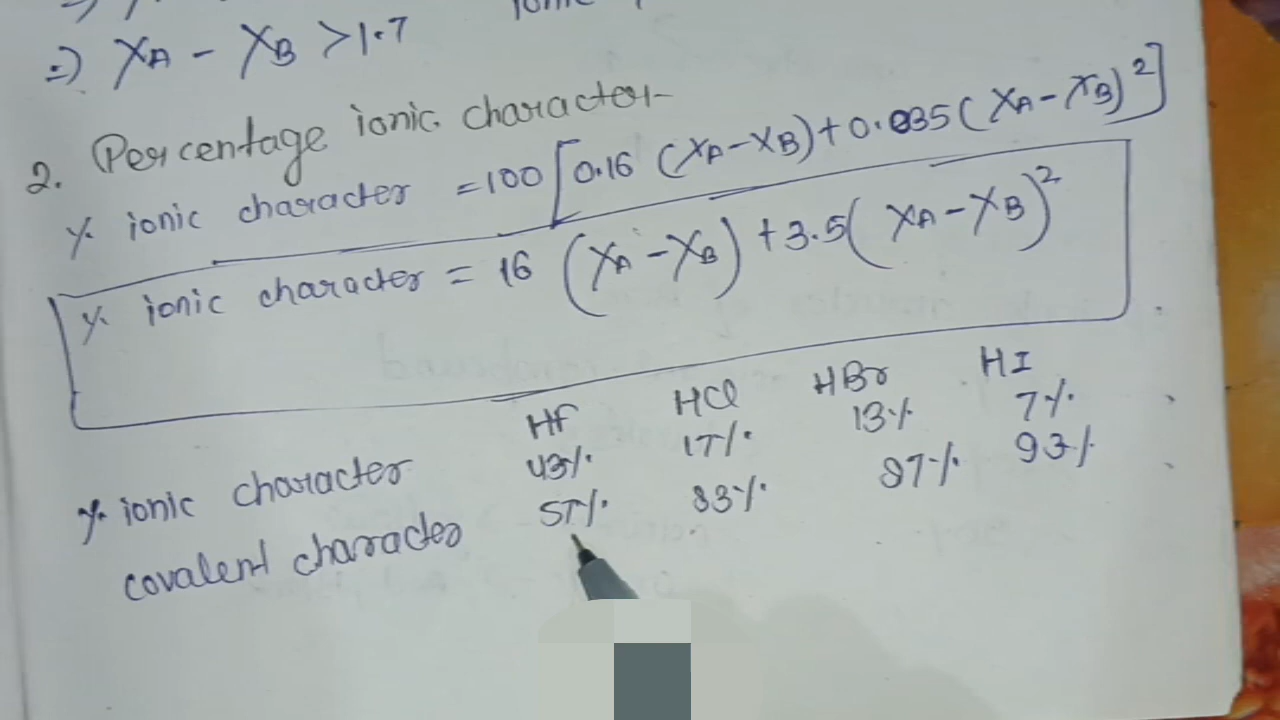 =) XA - XB >1.7
2. Percentage ionic character-
% ionic character =100[0.16 (XA-XB)+0.035(XA-XB)²]
% ionic character = 16 (XA-XB) +3.5(XA-XB)²
HF HCl HBr HI
% ionic character 43% 17% 13% 7%
covalent character 57% 83% 87% 93%